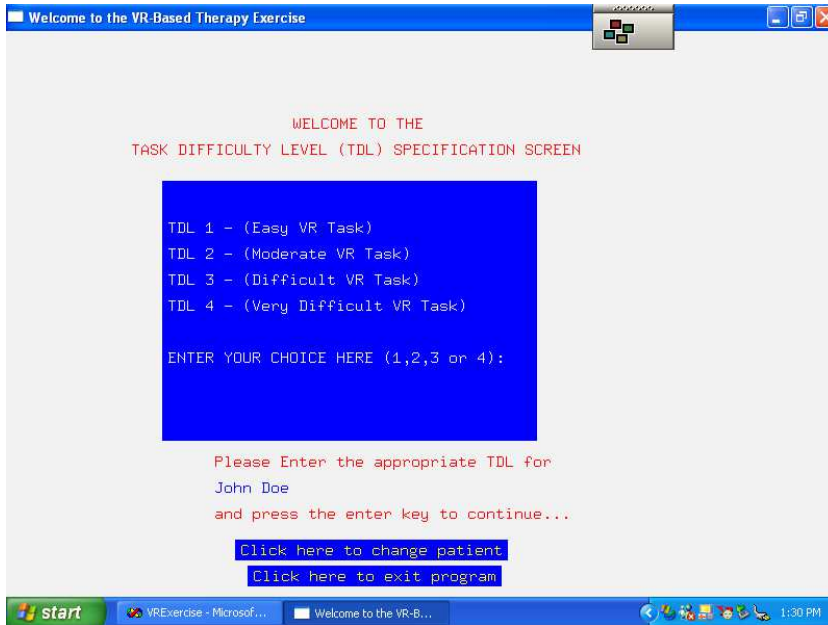 Welcome to the VR-Based Therapy Exercise
WELCOME TO THE
TASK DIFFICULTY LEVEL (TDL) SPECIFICATION SCREEN
TDL 1 - (Easy VR Task)
TDL 2 - (Moderate VR Task)
TDL 3 - (Difficult VR Task)
TDL 4 - (Very Difficult VR Task)
ENTER YOUR CHOICE HERE (1,2,3 or 4):
Please Enter the appropriate TDL for
John Doe
and press the enter key to continue...
Click here to change patient
Click here to exit program
start VRExercise - Microsof... Welcome to the VR-B... 1:30 PM